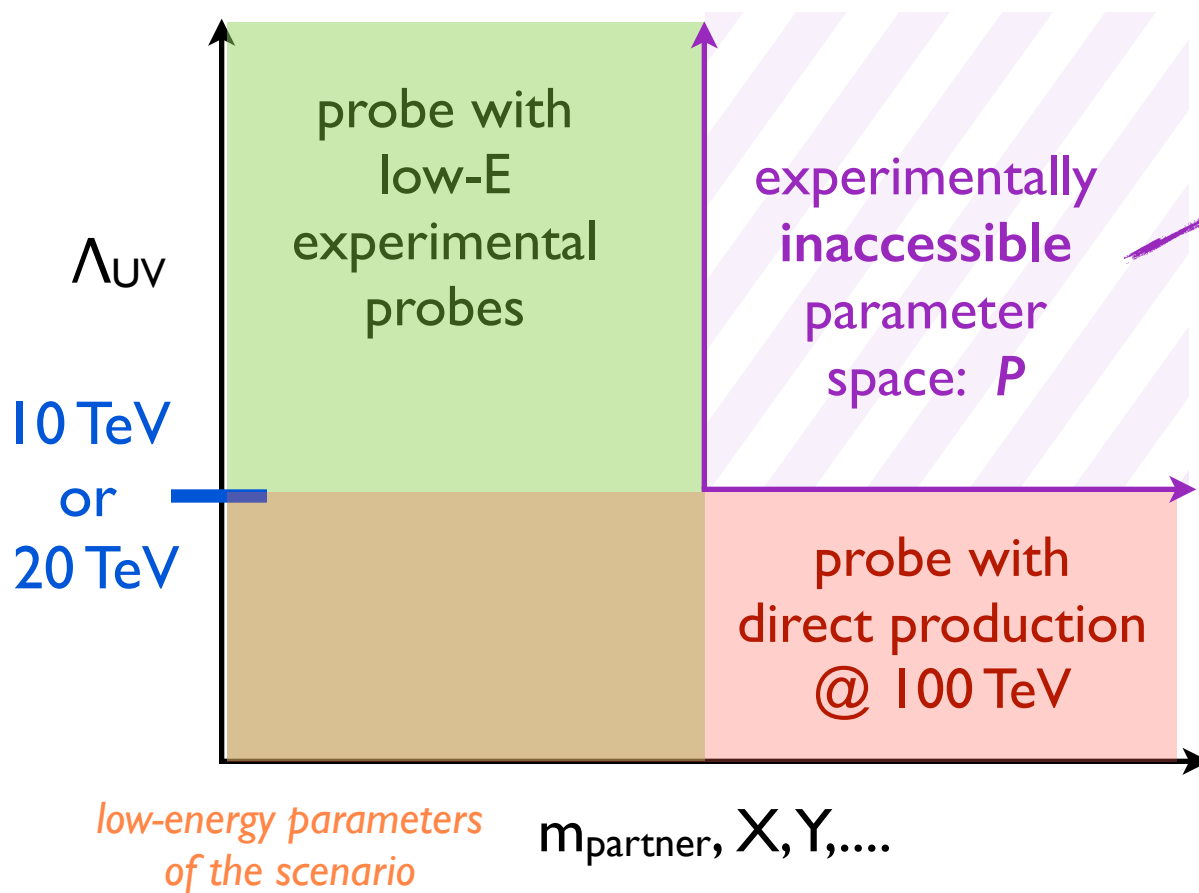 probe with
low-E
experimental
probes
experimentally
inaccessible
parameter
space: P
ΛUV
10 TeV
or
20 TeV
probe with
direct production
@ 100 TeV
low-energy parameters
of the scenario
mpartner, X,Y,....